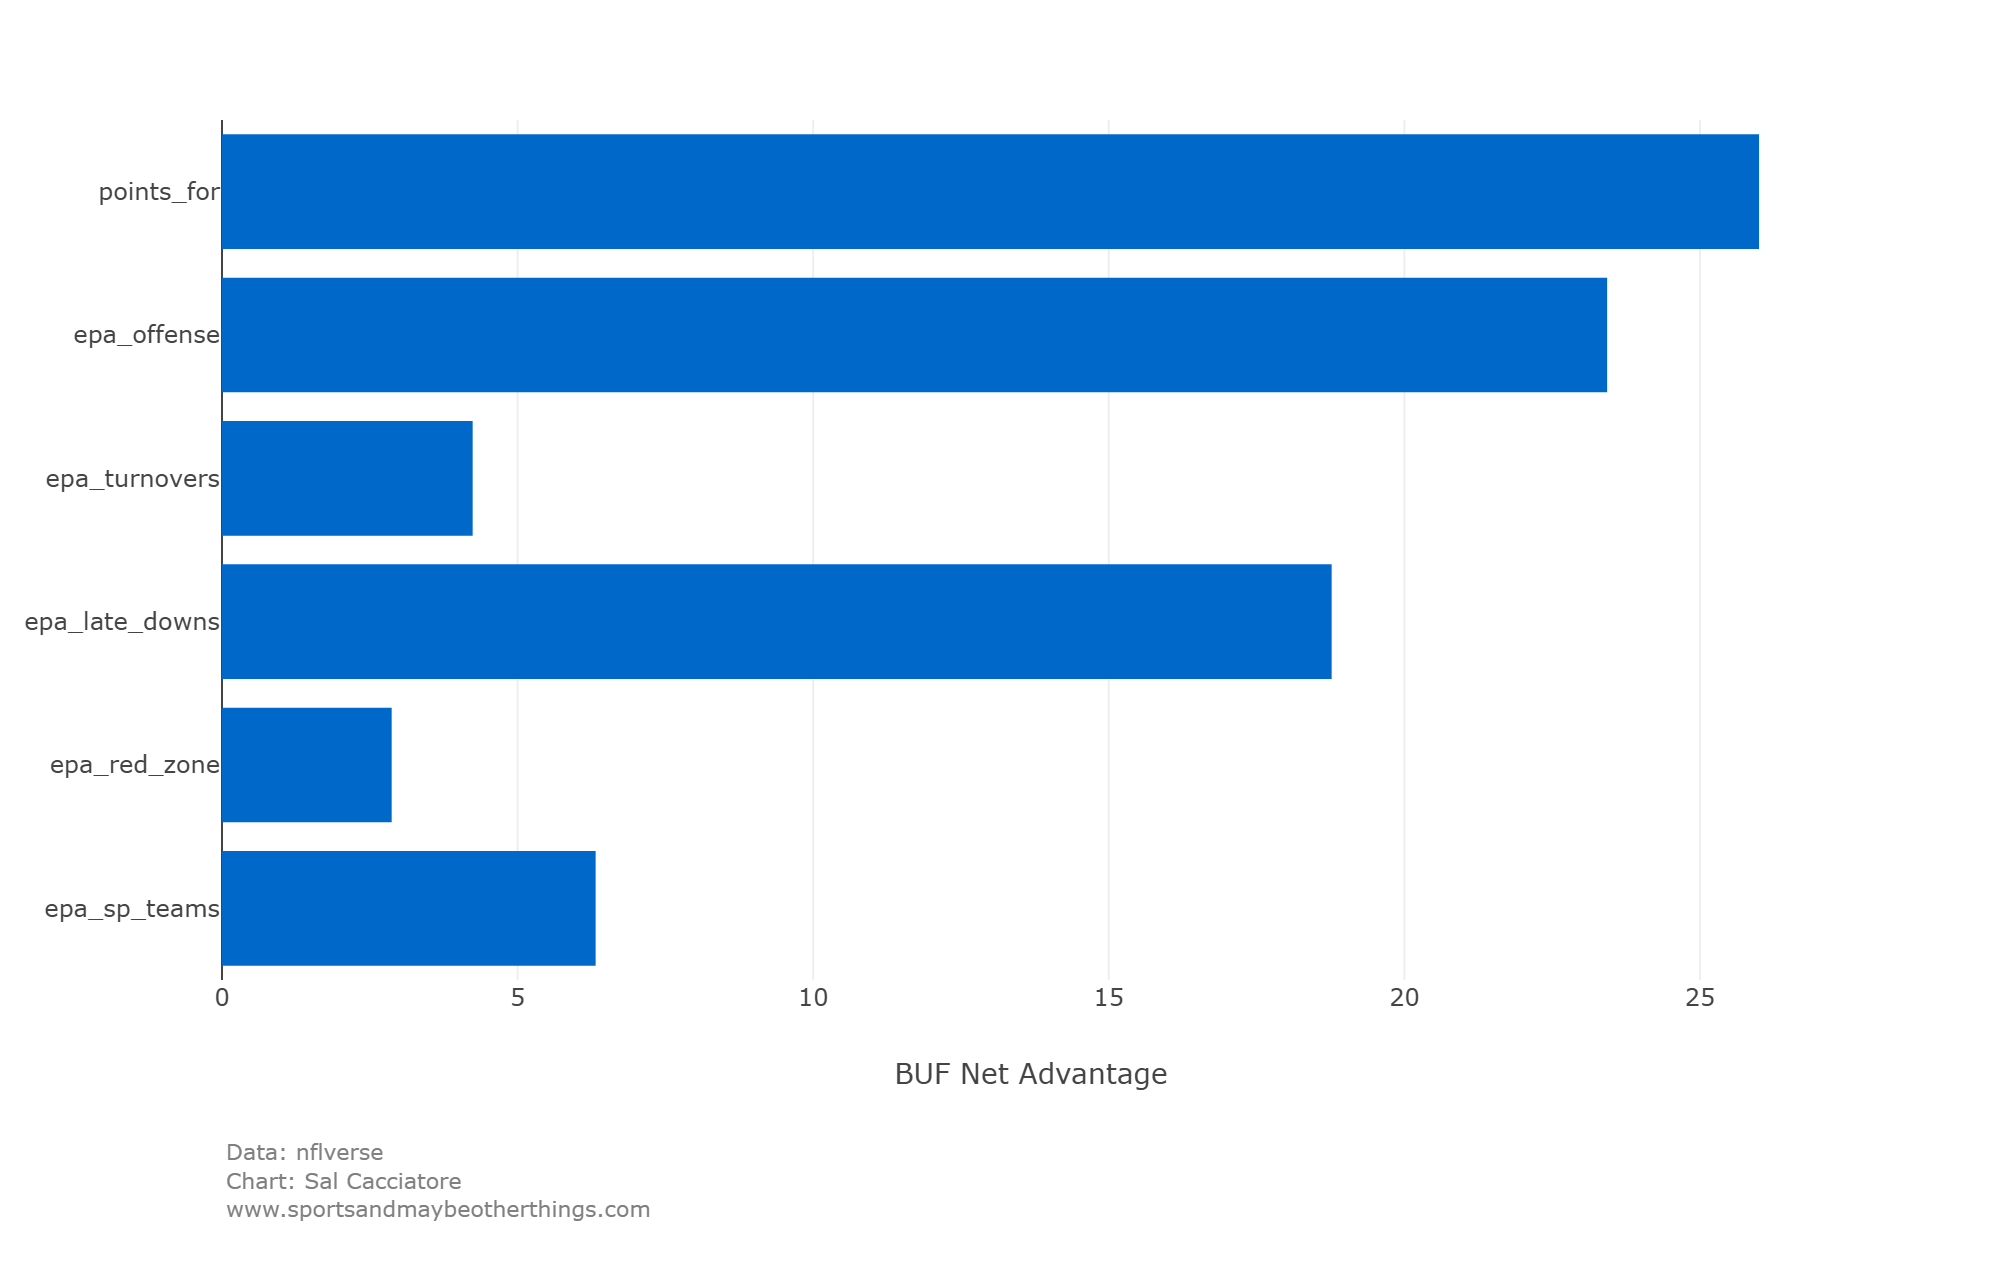 points_for
epa_offense
epa_turnovers
epa_late_downs
epa_red_zone
epa_sp_teams
0 5 10 15 20 25
BUF Net Advantage
Data: nflverse
Chart: Sal Cacciatore
www.sportsandmaybeotherthings.com